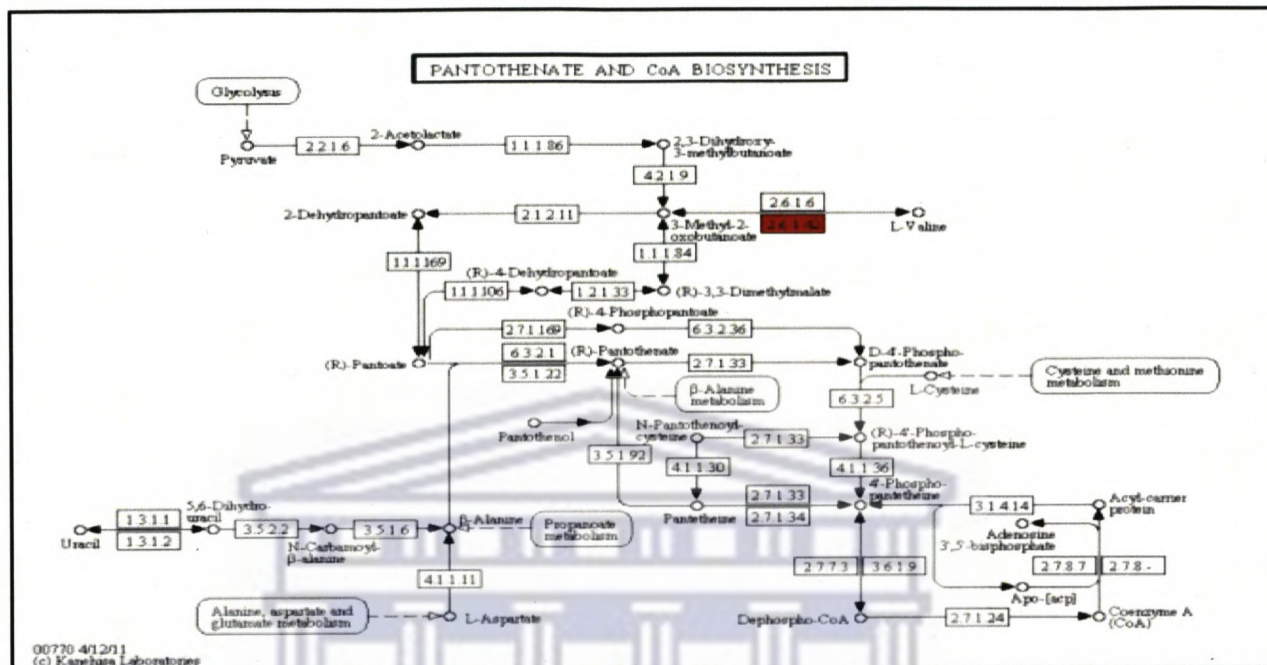 PANTOTHENATE AND CoA BIOSYNTHESIS
Glycolysis
2-Acetolactate
Pyruvate
2.2.1.6
1.1.1.86
2,3-Dihydroxy-
3-methylbutanoate
4.2.1.9
2-Dehydropantoate
2.1.2.11
3-Methyl-2-
oxobutanoate
2.6.1.6
2.6.1.42
L-Valine
1.1.1.169
1.1.1.84
(R)-4-Dehydropantoate
1.1.1.106
1.2.1.33
(R)-3,3-Dimethylmalate
(R)-4-Phosphopantoate
2.7.1.169
6.3.2.36
(R)-Pantoate
6.3.2.1
3.5.1.22
(R)-Pantothenate
2.7.1.33
D-4'-Phospho-
pantothenate
β-Alanine
metabolism
L-Cysteine
Cysteine and methionine
metabolism
6.3.2.5
Pantothenol
N-Pantothenoyl-
cysteine
2.7.1.33
(R)-4'-Phospho-
pantothenoyl-L-cysteine
3.5.1.92
4.1.1.30
4.1.1.36
4'-Phospho-
pantetheine
Pantetheine
2.7.1.33
2.7.1.34
3.1.4.14
Acyl-carrier
protein
Uracil
1.3.1.1
1.3.1.2
5,6-Dihydro-
uracil
3.5.2.2
N-Carbamoyl-
β-alanine
3.5.1.6
β-Alanine
Propanoate
metabolism
Adenosine
3',5'-bisphosphate
2.7.7.3
3.6.1.9
2.7.8.7
2.7.8.-
4.1.1.11
Apo-[acp]
Alanine, aspartate and
glutamate metabolism
L-Aspartate
Dephospho-CoA
2.7.1.24
Coenzyme A
(CoA)
00770 4/12/11
(c) Kanehisa Laboratories